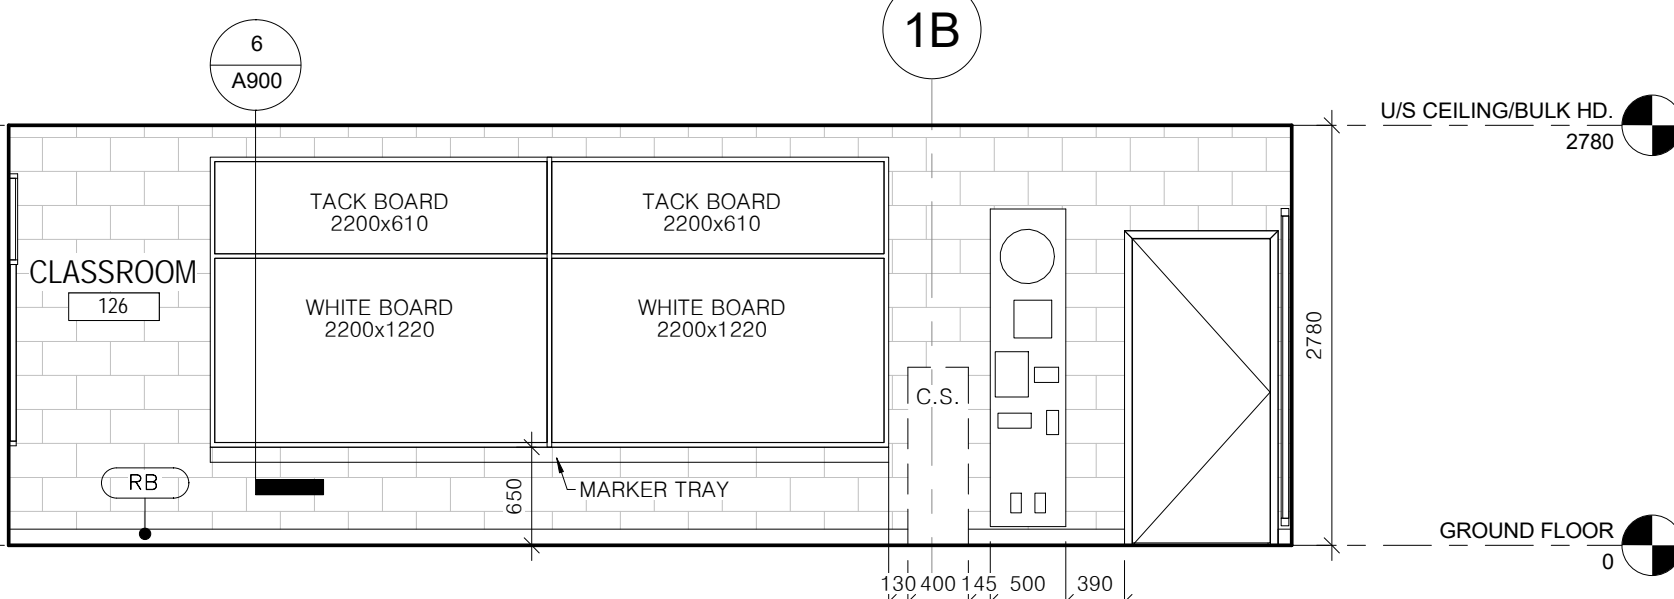 1B
6
A900
U/S CEILING/BULK HD.
2780
TACK BOARD
2200x610
TACK BOARD
2200x610
CLASSROOM
126
WHITE BOARD
2200x1220
WHITE BOARD
2200x1220
2780
C.S.
RB
650
MARKER TRAY
GROUND FLOOR
0
130 400 145 500 390